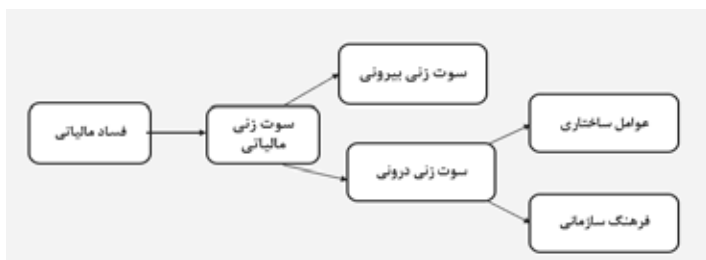 سوت زنی بیرونی
فساد مالیاتی
سوت زنی
مالیاتی
سوت زنی درونی
عوامل ساختاری
فرهنگ سازمانی